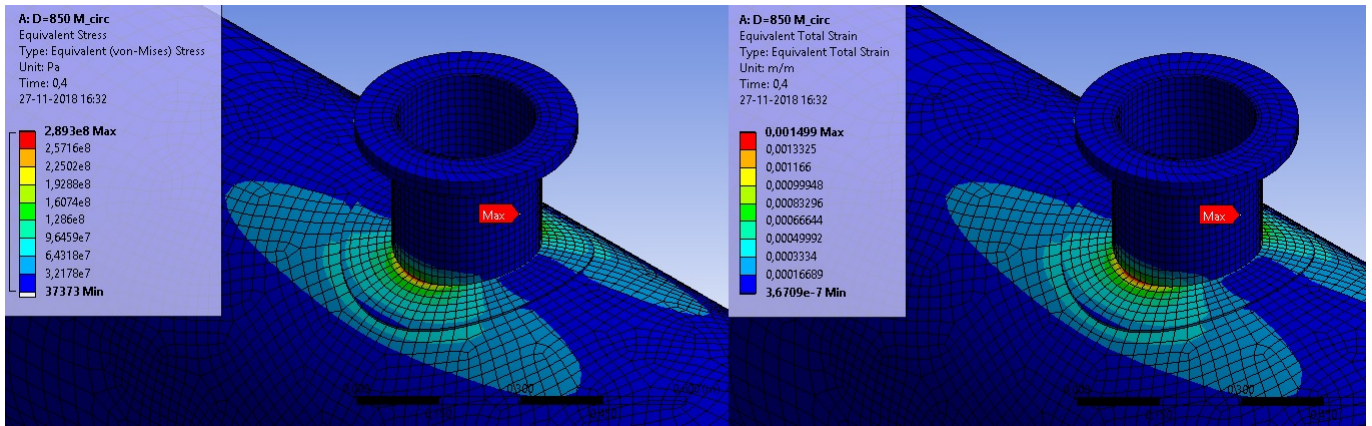 A: D=850 M_circ
Equivalent Stress
Type: Equivalent (von-Mises) Stress
Unit: Pa
Time: 0,4
27-11-2018 16:32
2,893e8 Max
2,5716e8
2,2502e8
1,9288e8
1,6074e8
1,286e8
9,6459e7
6,4318e7
3,2178e7
37373 Min
Max
0,300
A: D=850 M_circ
Equivalent Total Strain
Type: Equivalent Total Strain
Unit: m/m
Time: 0,4
27-11-2018 16:32
0,001499 Max
0,0013325
0,001166
0,00099948
0,00083296
0,00066644
0,00049992
0,0003334
0,00016689
3,6709e-7 Min
Max
0,300